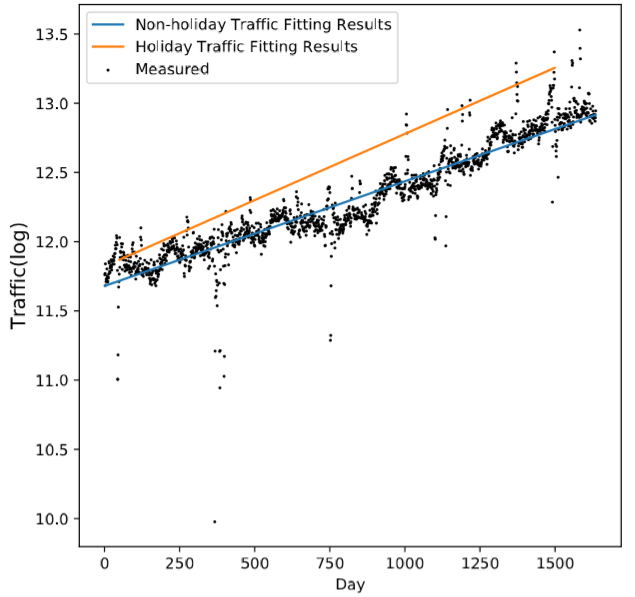 Non-holiday Traffic Fitting Results
Holiday Traffic Fitting Results
Measured
Traffic(log)
13.5
13.0
12.5
12.0
11.5
11.0
10.5
10.0
0 250 500 750 1000 1250 1500
Day